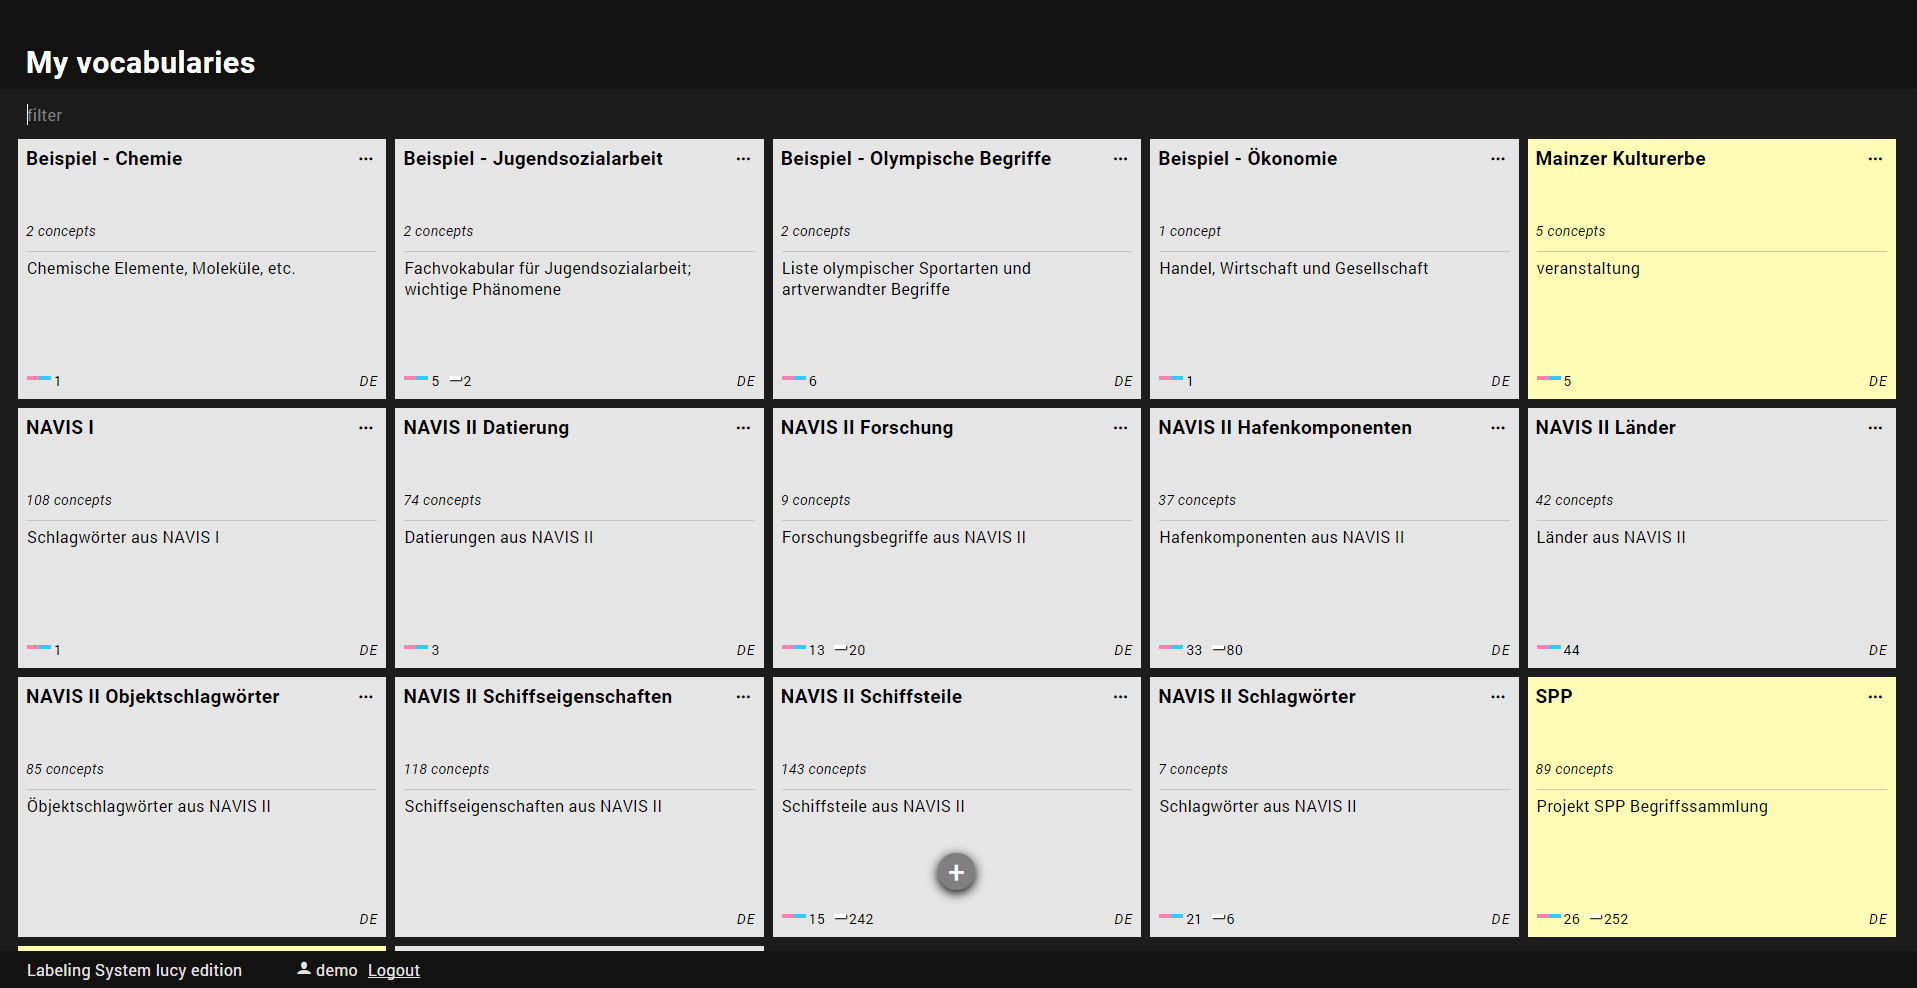 My vocabularies
filter
Beispiel - Chemie ...
2 concepts
Chemische Elemente, Moleküle, etc.
1 DE
Beispiel - Jugendsozialarbeit ...
2 concepts
Fachvokabular für Jugendsozialarbeit;
wichtige Phänomene
5 2 DE
Beispiel - Olympische Begriffe ...
2 concepts
Liste olympischer Sportarten und
artverwandter Begriffe
6 DE
Beispiel - Ökonomie ...
1 concept
Handel, Wirtschaft und Gesellschaft
1 DE
Mainzer Kulturerbe ...
5 concepts
veranstaltung
5 DE
NAVIS I ...
108 concepts
Schlagwörter aus NAVIS I
1 DE
NAVIS II Datierung ...
74 concepts
Datierungen aus NAVIS II
3 DE
NAVIS II Forschung ...
9 concepts
Forschungsbegriffe aus NAVIS II
13 20 DE
NAVIS II Hafenkomponenten ...
37 concepts
Hafenkomponenten aus NAVIS II
33 80 DE
NAVIS II Länder ...
42 concepts
Länder aus NAVIS II
44 DE
NAVIS II Objektschlagwörter ...
85 concepts
Öbjektschlagwörter aus NAVIS II
DE
NAVIS II Schiffseigenschaften ...
118 concepts
Schiffseigenschaften aus NAVIS II
DE
NAVIS II Schiffsteile ...
143 concepts
Schiffsteile aus NAVIS II
+
15 242 DE
NAVIS II Schlagwörter ...
7 concepts
Schlagwörter aus NAVIS II
21 6 DE
SPP ...
89 concepts
Projekt SPP Begriffssammlung
26 252 DE
Labeling System lucy edition demo Logout